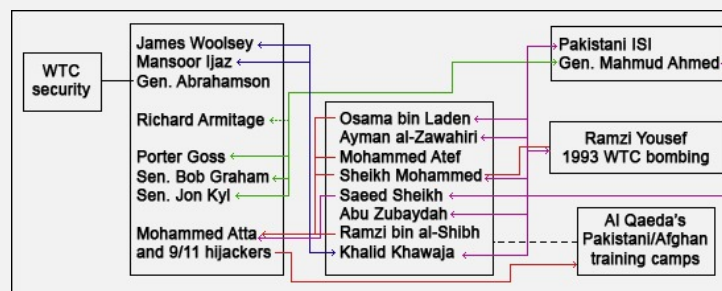 WTC
security
James Woolsey
Mansoor Ijaz
Gen. Abrahamson
Richard Armitage
Porter Goss
Sen. Bob Graham
Sen. Jon Kyl
Mohammed Atta
and 9/11 hijackers
Osama bin Laden
Ayman al-Zawahiri
Mohammed Atef
Sheikh Mohammed
Saeed Sheikh
Abu Zubaydah
Ramzi bin al-Shibh
Khalid Khawaja
Pakistani ISI
Gen. Mahmud Ahmed
Ramzi Yousef
1993 WTC bombing
Al Qaeda's
Pakistani/Afghan
training camps